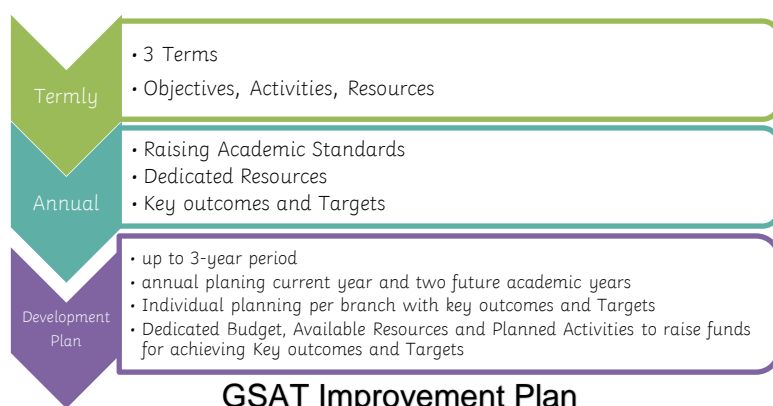 Termly
• 3 Terms
• Objectives, Activities, Resources
Annual
• Raising Academic Standards
• Dedicated Resources
• Key outcomes and Targets
Development
Plan
• up to 3-year period
• annual planing current year and two future academic years
• Individual planning per branch with key outcomes and Targets
• Dedicated Budget, Available Resources and Planned Activities to raise funds
for achieving Key outcomes and Targets
GSAT Improvement Plan